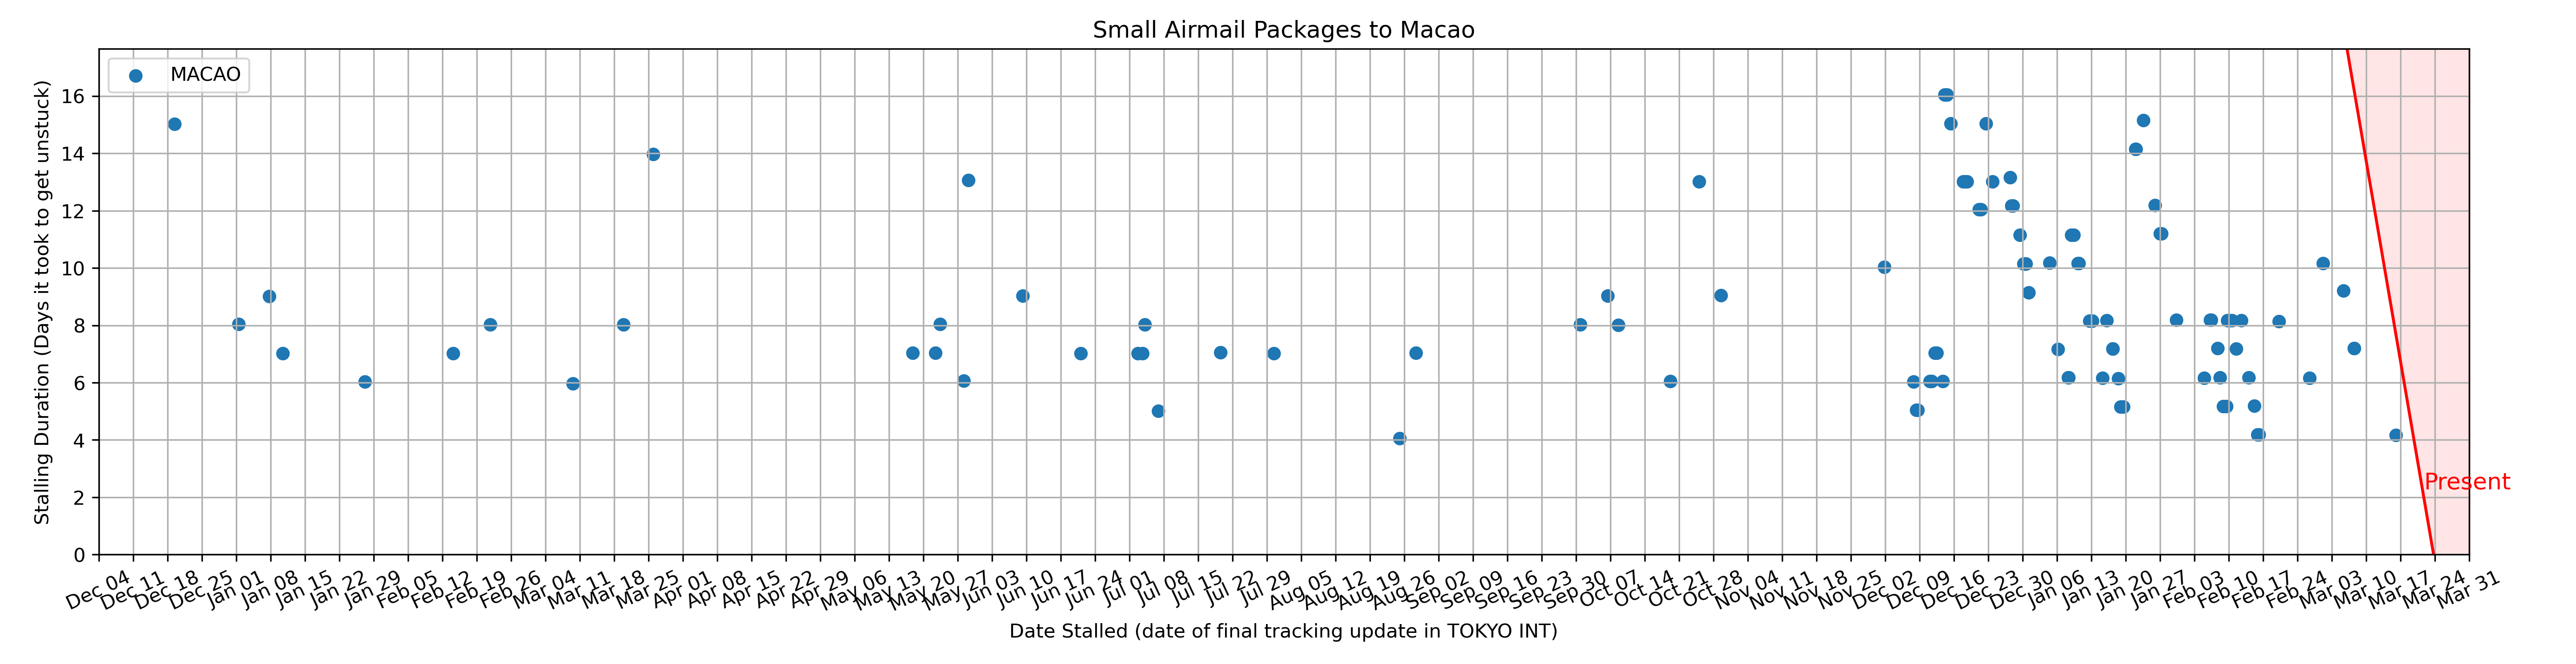 Small Airmail Packages to Macao
MACAO
Stalling Duration (Days it took to get unstuck)
16
14
12
10
8
6
4
2
0
Dec 04 Dec 11 Dec 18 Dec 25 Jan 01 Jan 08 Jan 15 Jan 22 Jan 29 Feb 05 Feb 12 Feb 19 Feb 26 Mar 04 Mar 11 Mar 18 Mar 25 Apr 01 Apr 08 Apr 15 Apr 22 Apr 29 May 06 May 13 May 20 May 27 Jun 03 Jun 10 Jun 17 Jun 24 Jul 01 Jul 08 Jul 15 Jul 22 Jul 29 Aug 05 Aug 12 Aug 19 Aug 26 Sep 02 Sep 09 Sep 16 Sep 23 Sep 30 Oct 07 Oct 14 Oct 21 Oct 28 Nov 04 Nov 11 Nov 18 Nov 25 Dec 02 Dec 09 Dec 16 Dec 23 Dec 30 Jan 06 Jan 13 Jan 20 Jan 27 Feb 03 Feb 10 Feb 17 Feb 24 Mar 03 Mar 10 Mar 17 Mar 24 Mar 31
Present
Date Stalled (date of final tracking update in TOKYO INT)